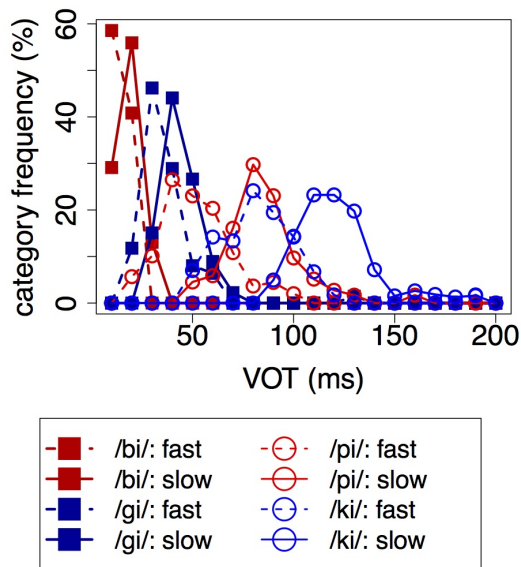 category frequency (%)
60
40
20
0
50
100
150
200
VOT (ms)
/bi/: fast
/bi/: slow
/gi/: fast
/gi/: slow
/pi/: fast
/pi/: slow
/ki/: fast
/ki/: slow